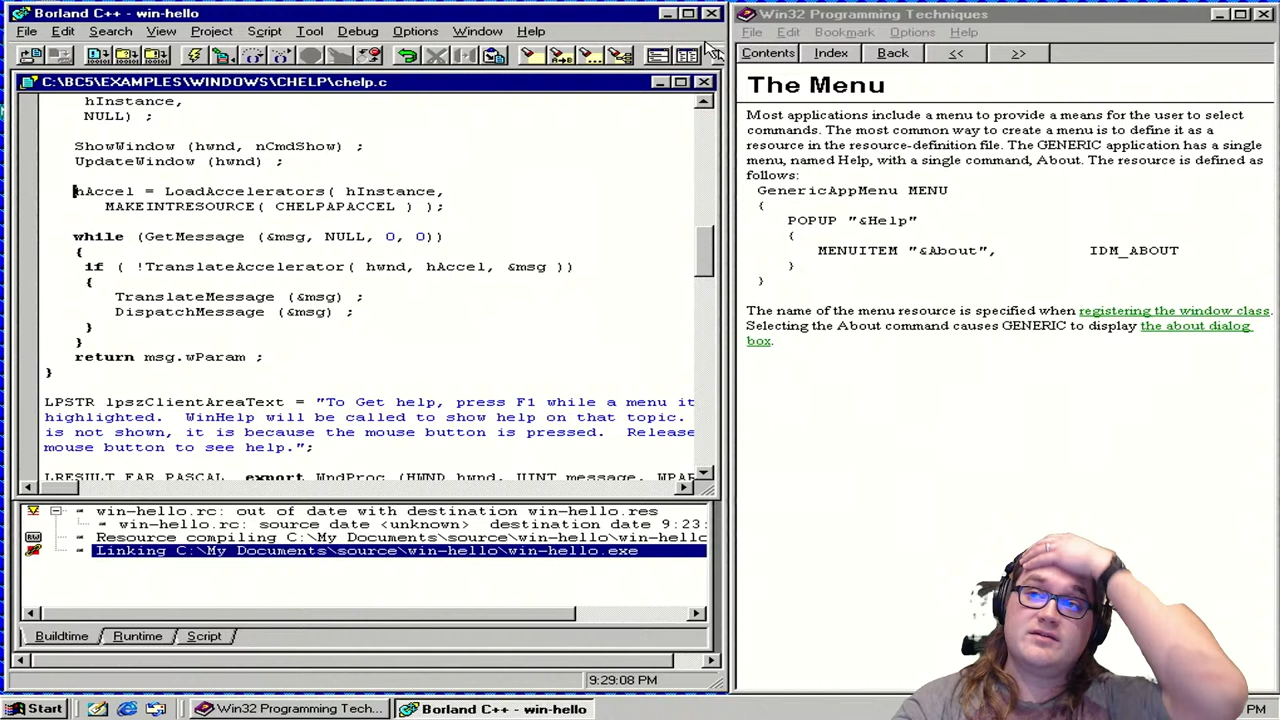 Borland C++ - win-hello
File Edit Search View Project Script Tool Debug Options Window Help
C:\BC5\EXAMPLES\WINDOWS\CHELP\chelp.c
hInstance,
NULL) ;
ShowWindow (hwnd, nCmdShow) ;
UpdateWindow (hwnd) ;
hAccel = LoadAccelerators( hInstance,
MAKEINTRESOURCE( CHELPAPACCEL ) );
while (GetMessage (&msg, NULL, 0, 0))
{
if ( !TranslateAccelerator( hwnd, hAccel, &msg ))
{
TranslateMessage (&msg) ;
DispatchMessage (&msg) ;
}
}
return msg.wParam ;
}
LPSTR lpszClientAreaText = "To Get help, press F1 while a menu it
highlighted.  WinHelp will be called to show help on that topic.
is not shown, it is because the mouse button is pressed.  Release
mouse button to see help.";
LRESULT FAR PASCAL _export WndProc (HWND hwnd, UINT message, WPAR
win-hello.rc: out of date with destination win-hello.res
win-hello.rc: source date <unknown>  destination date 9:23:
Resource compiling C:\My Documents\source\win-hello\win-hello
Linking C:\My Documents\source\win-hello\win-hello.exe
Buildtime Runtime Script
9:29:08 PM
Win32 Programming Techniques
File Edit Bookmark Options Help
Contents Index Back << >>
The Menu
Most applications include a menu to provide a means for the user to select
commands. The most common way to create a menu is to define it as a
resource in the resource-definition file. The GENERIC application has a single
menu, named Help, with a single command, About. The resource is defined as
follows:
GenericAppMenu MENU
{
POPUP "&Help"
{
MENUITEM "&About", IDM_ABOUT
}
}
The name of the menu resource is specified when registering the window class.
Selecting the About command causes GENERIC to display the about dialog
box.
Start Win32 Programming Tech... Borland C++ - win-hello PM